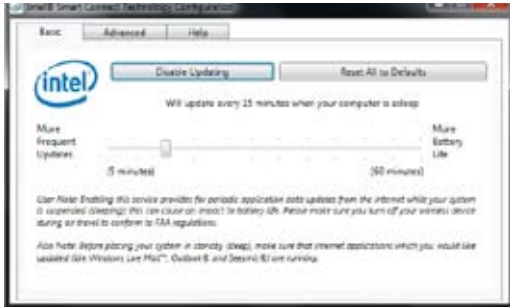 Intel® Smart Connect Technology Configuration
Basic Advanced Help
intel Disable Updating Reset All to Defaults
Will update every 15 minutes when your computer is asleep
More Frequent Updates
More Battery Life
(5 minutes) (60 minutes)
User Note: Enabling this service provides for periodic application data updates from the internet while your system
is suspended (sleeping); this can cause an impact to battery life. Please make sure you turn off your wireless device
during air travel to conform to FAA regulations.
Also Note: Before placing your system in standby (sleep), make sure that internet applications which you would like
updated (like Windows Live Mail™, Outlook® and Seesmic®) are running.